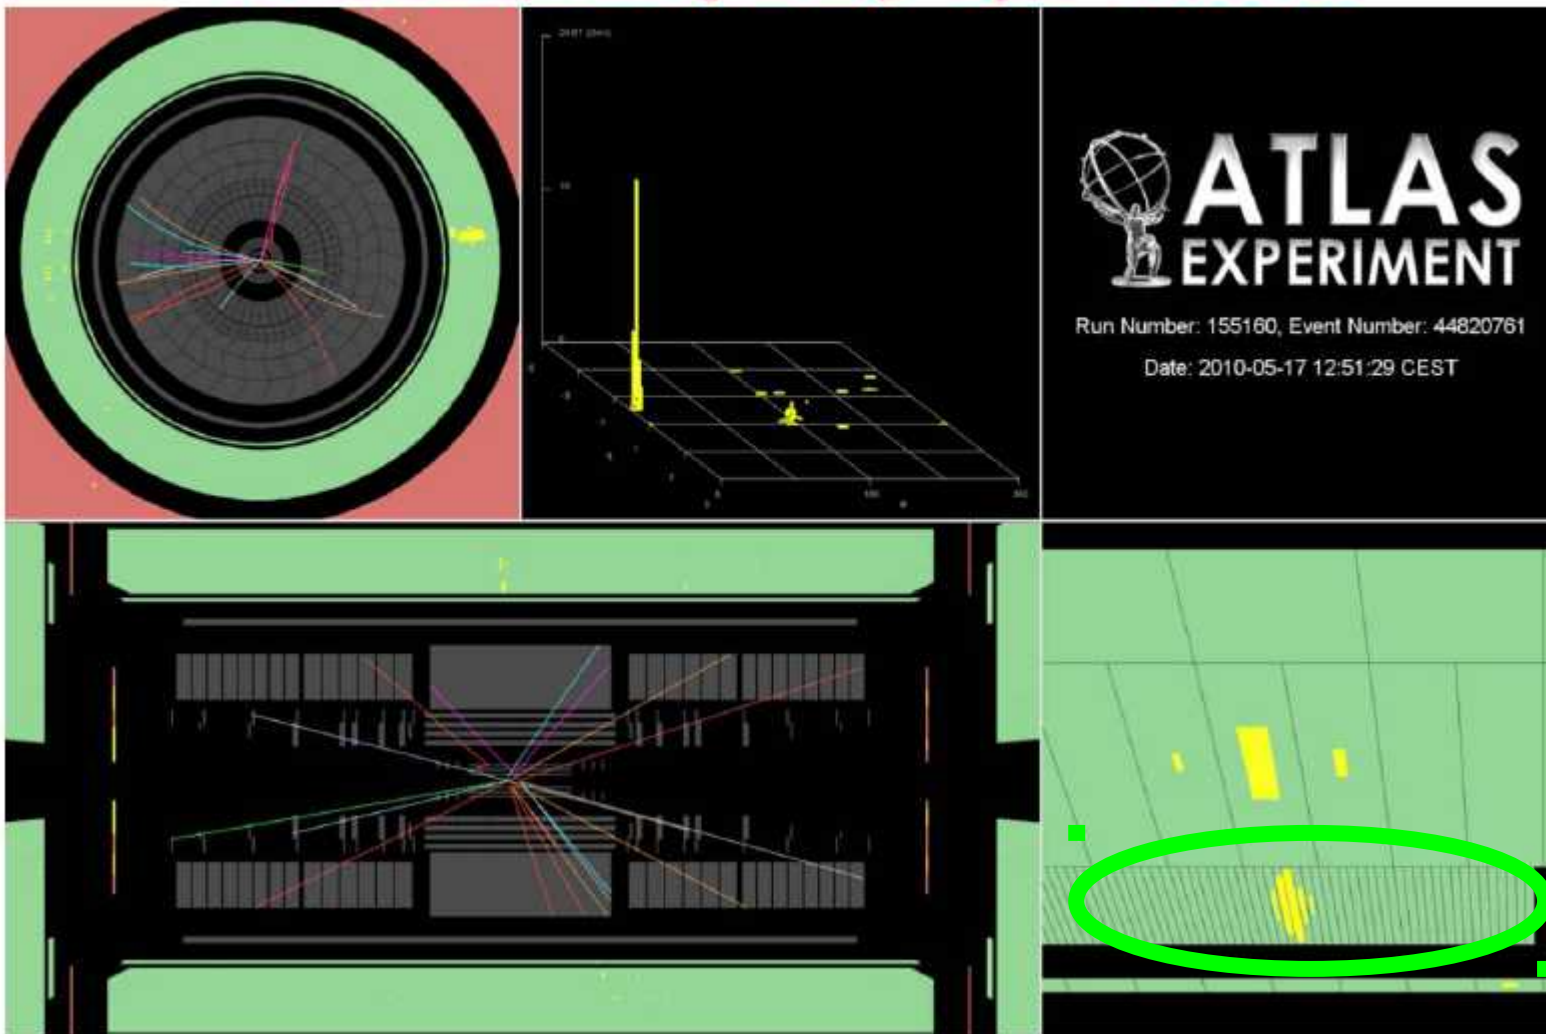 ATLAS
EXPERIMENT
Run Number: 155160, Event Number: 44820761
Date: 2010-05-17 12:51:29 CEST